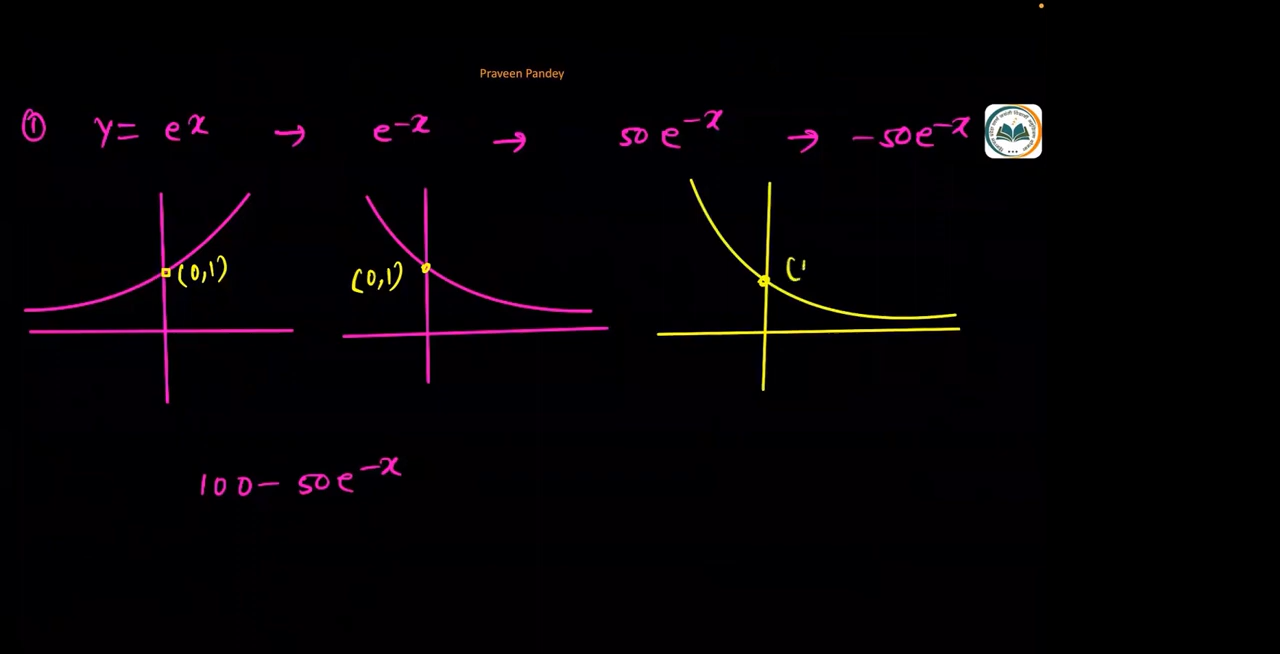 Praveen Pandey
① y = e^x → e^-x → 50e^-x → -50e^-x
(0,1) (0,1) (
100 - 50e^-x